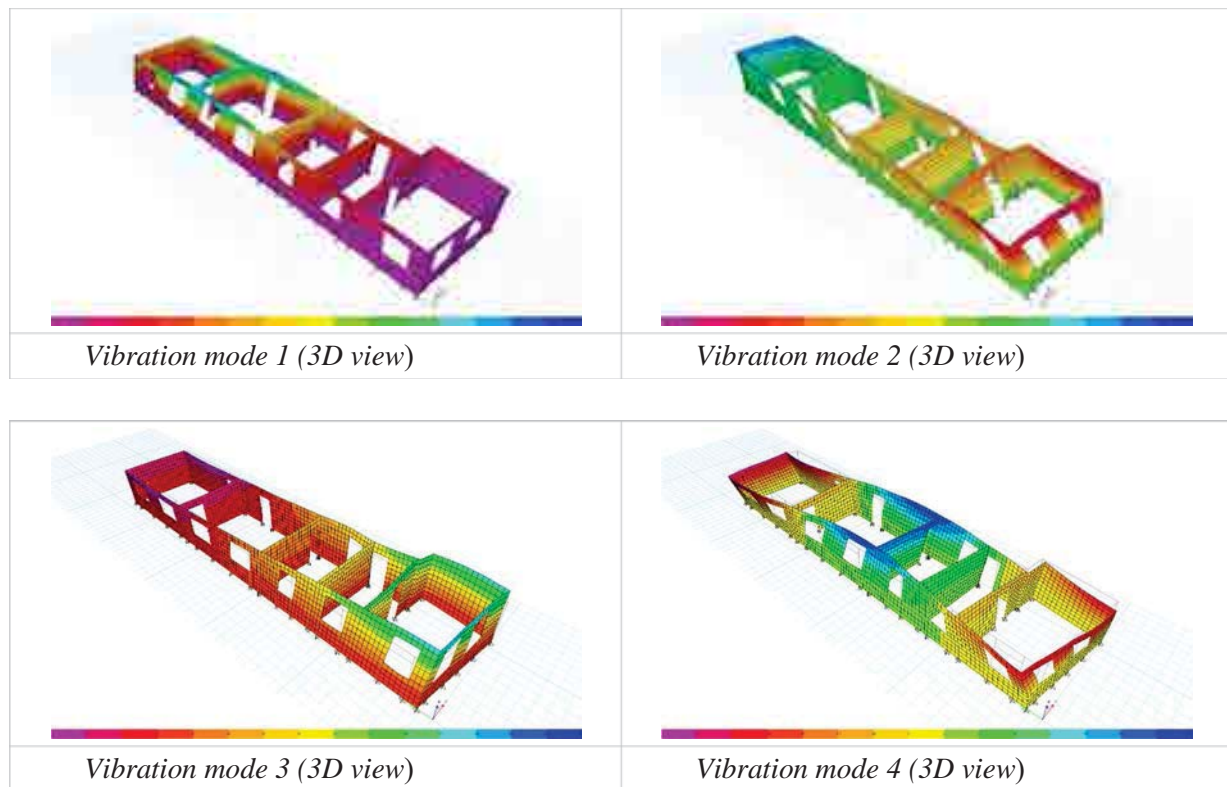 Vibration mode 1 (3D view)
Vibration mode 2 (3D view)
Vibration mode 3 (3D view)
Vibration mode 4 (3D view)